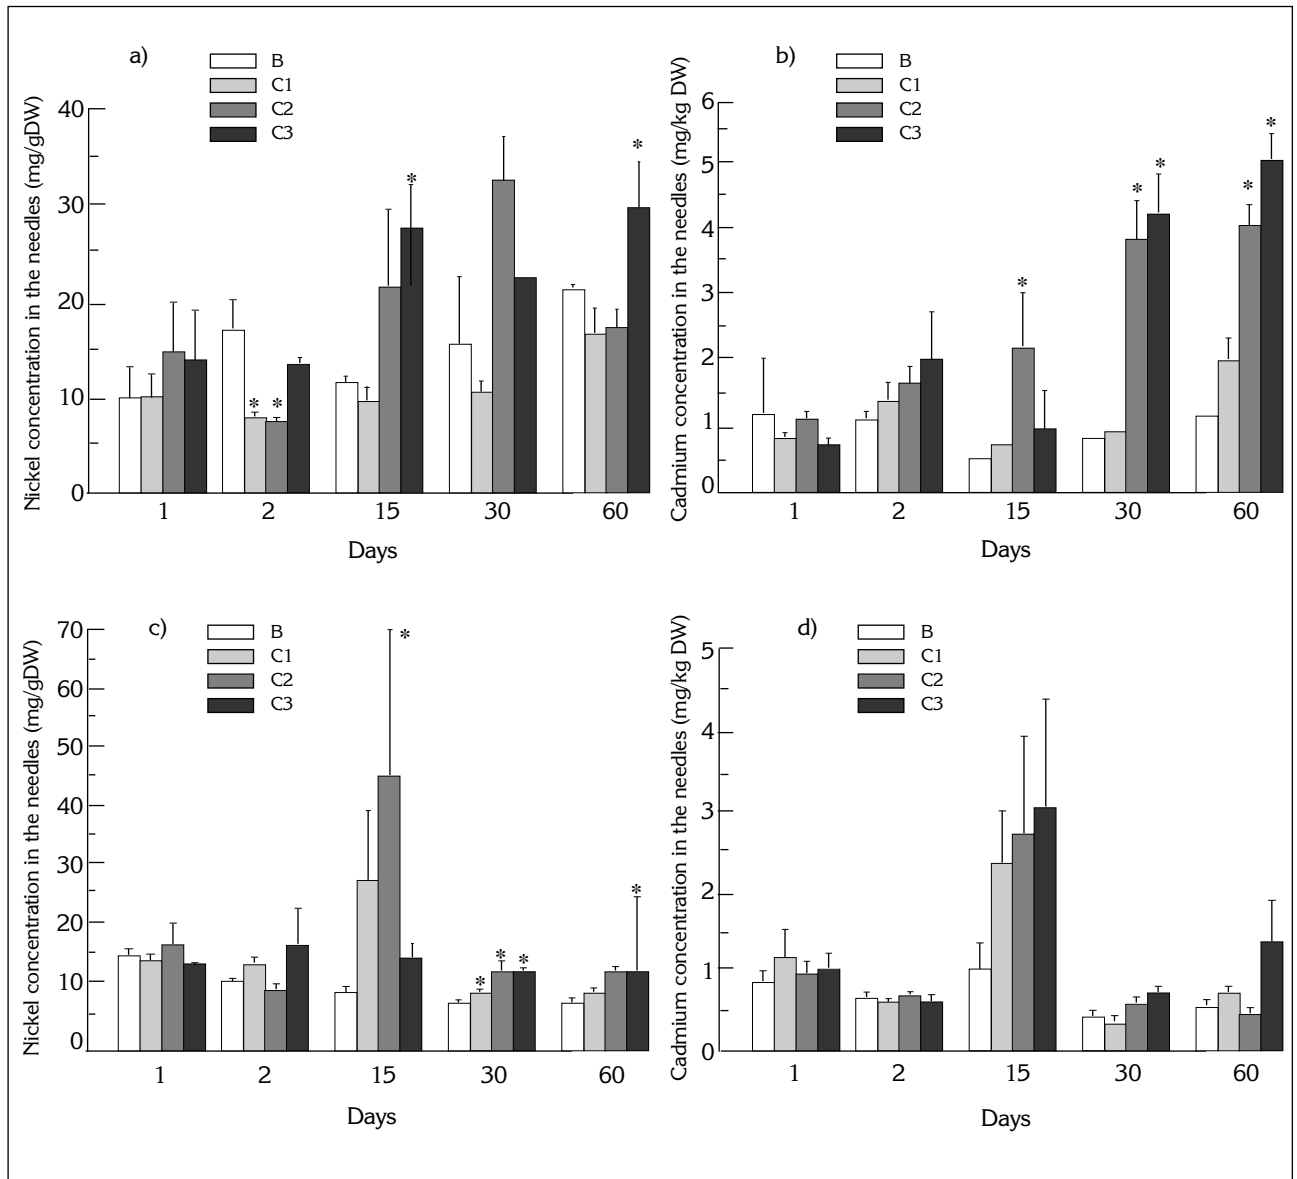 a)
B
C1
C2
C3
Nickel concentration in the needles (mg/gDW)
40
30
20
10
0
*
* *
*
1 2 15 30 60
Days
b)
B
C1
C2
C3
Cadmium concentration in the needles (mg/kg DW)
6
5
4
3
2
1
0
*
* *
* *
1 2 15 30 60
Days
c)
B
C1
C2
C3
Nickel concentration in the needles (mg/gDW)
70
60
50
40
30
20
10
0
*
* * *
*
1 2 15 30 60
Days
d)
B
C1
C2
C3
Cadmium concentration in the needles (mg/kg DW)
5
4
3
2
1
0
1 2 15 30 60
Days